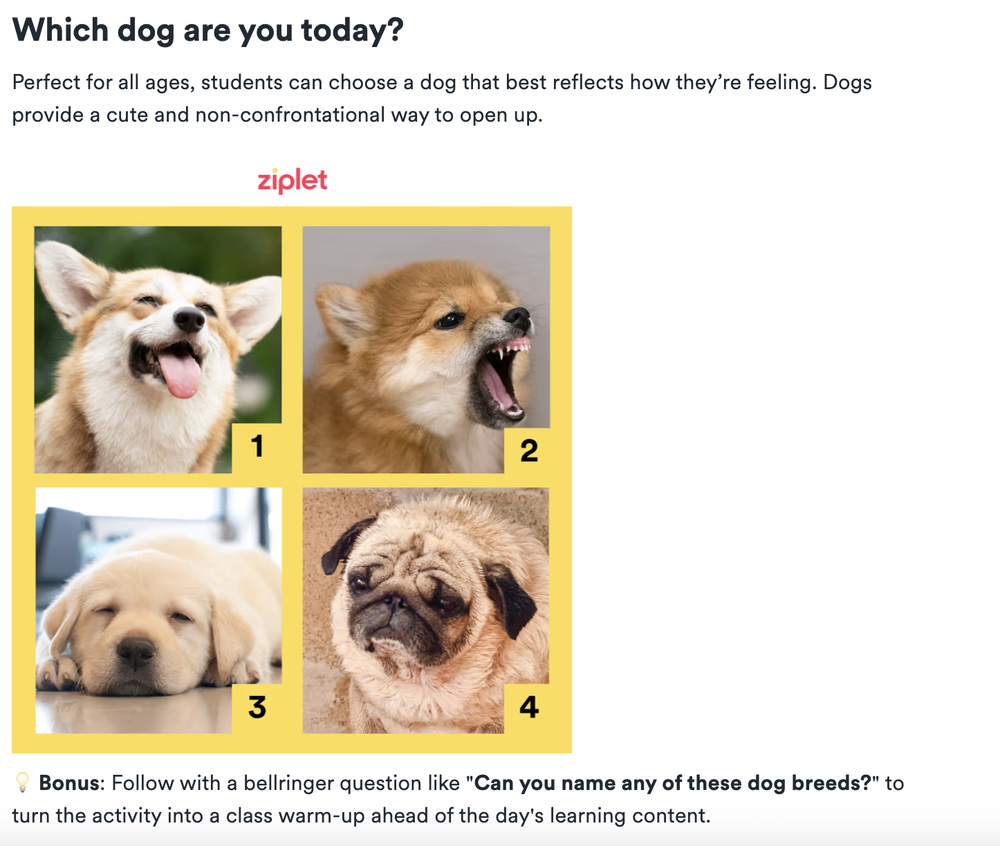 Which dog are you today?
Perfect for all ages, students can choose a dog that best reflects how they’re feeling. Dogs
provide a cute and non-confrontational way to open up.
ziplet
1
2
3
4
Bonus: Follow with a bellringer question like "Can you name any of these dog breeds?" to
turn the activity into a class warm-up ahead of the day's learning content.